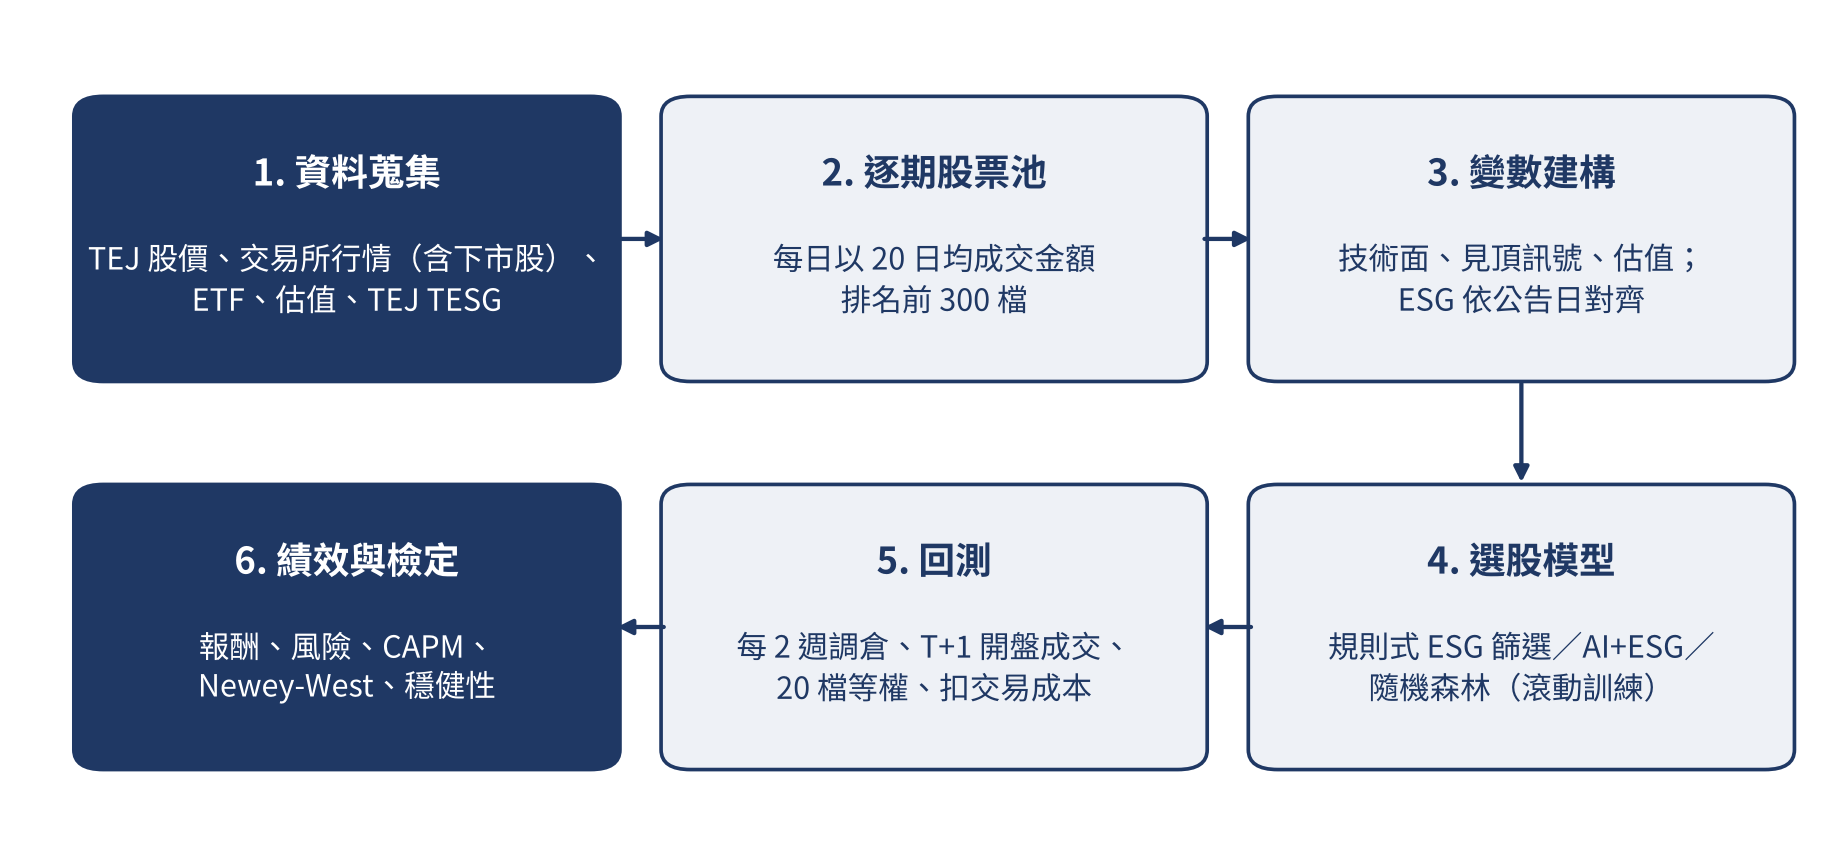 1. 資料蒐集
TEJ 股價、交易所行情（含下市股）、
ETF、估值、TEJ TESG
2. 逐期股票池
每日以 20 日均成交金額
排名前 300 檔
3. 變數建構
技術面、見頂訊號、估值；
ESG 依公告日對齊
4. 選股模型
規則式 ESG 篩選／AI+ESG／
隨機森林（滾動訓練）
5. 回測
每 2 週調倉、T+1 開盤成交、
20 檔等權、扣交易成本
6. 績效與檢定
報酬、風險、CAPM、
Newey-West、穩健性